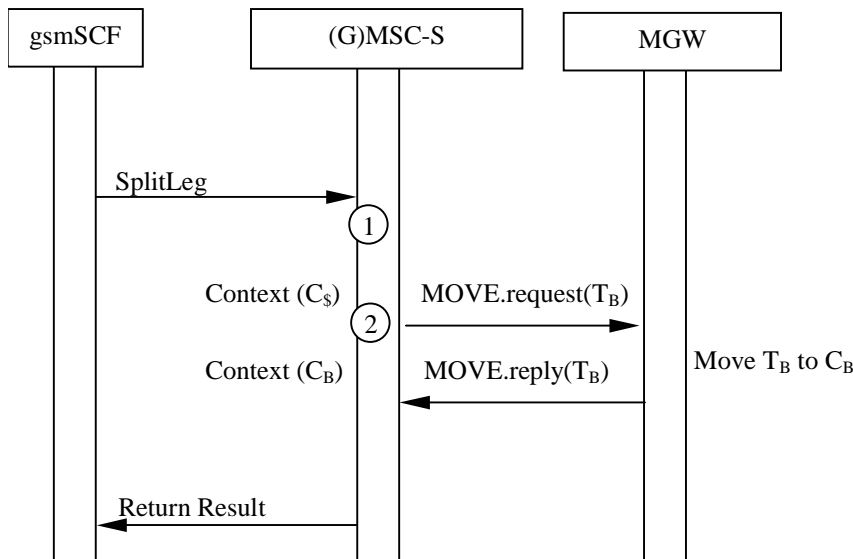 gsmSCF
(G)MSC-S
MGW
SplitLeg
1
Context (C$)
MOVE.request(TB)
2
Context (CB)
MOVE.reply(TB)
Move TB to CB
Return Result